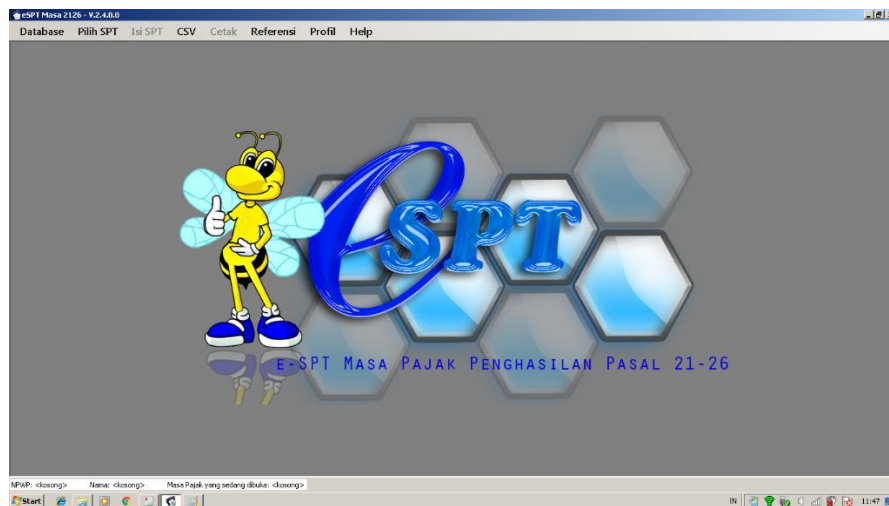 eSPT Masa 2126 - V.2.4.0.0
Database Pilih SPT Isi SPT CSV Cetak Referensi Profil Help
eSPT
e-SPT Masa Pajak Penghasilan Pasal 21-26
NPWP: <kosong> Nama: <kosong> Masa Pajak yang sedang dibuka: <kosong>
Start IN 11:47